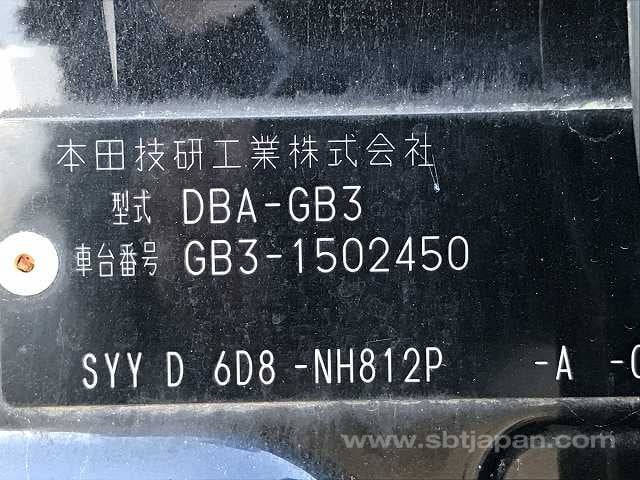 本田技研工業株式会社
型式 DBA-GB3
車台番号 GB3-1502450
SYY D 6D8 -NH812P -A -
www.sbtjapan.com